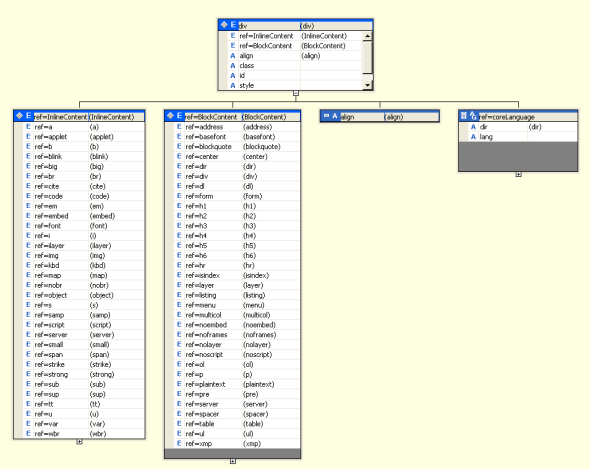 E div (div)
E ref=InlineContent (InlineContent)
E ref=BlockContent (BlockContent)
A align (align)
A class
A id
A style
E ref=InlineContent (InlineContent)
E ref=a (a)
E ref=applet (applet)
E ref=b (b)
E ref=blink (blink)
E ref=big (big)
E ref=br (br)
E ref=cite (cite)
E ref=code (code)
E ref=em (em)
E ref=embed (embed)
E ref=font (font)
E ref=i (i)
E ref=ilayer (ilayer)
E ref=img (img)
E ref=kbd (kbd)
E ref=map (map)
E ref=nobr (nobr)
E ref=object (object)
E ref=s (s)
E ref=samp (samp)
E ref=script (script)
E ref=server (server)
E ref=small (small)
E ref=span (span)
E ref=strike (strike)
E ref=strong (strong)
E ref=sub (sub)
E ref=sup (sup)
E ref=tt (tt)
E ref=u (u)
E ref=var (var)
E ref=wbr (wbr)
E ref=BlockContent (BlockContent)
E ref=address (address)
E ref=basefont (basefont)
E ref=blockquote (blockquote)
E ref=center (center)
E ref=dir (dir)
E ref=div (div)
E ref=dl (dl)
E ref=form (form)
E ref=h1 (h1)
E ref=h2 (h2)
E ref=h3 (h3)
E ref=h4 (h4)
E ref=h5 (h5)
E ref=h6 (h6)
E ref=hr (hr)
E ref=isindex (isindex)
E ref=layer (layer)
E ref=listing (listing)
E ref=menu (menu)
E ref=multicol (multicol)
E ref=noembed (noembed)
E ref=noframes (noframes)
E ref=nolayer (nolayer)
E ref=noscript (noscript)
E ref=ol (ol)
E ref=p (p)
E ref=plaintext (plaintext)
E ref=pre (pre)
E ref=server (server)
E ref=spacer (spacer)
E ref=table (table)
E ref=ul (ul)
E ref=xmp (xmp)
A align (align)
ref=coreLanguage
A dir (dir)
A lang